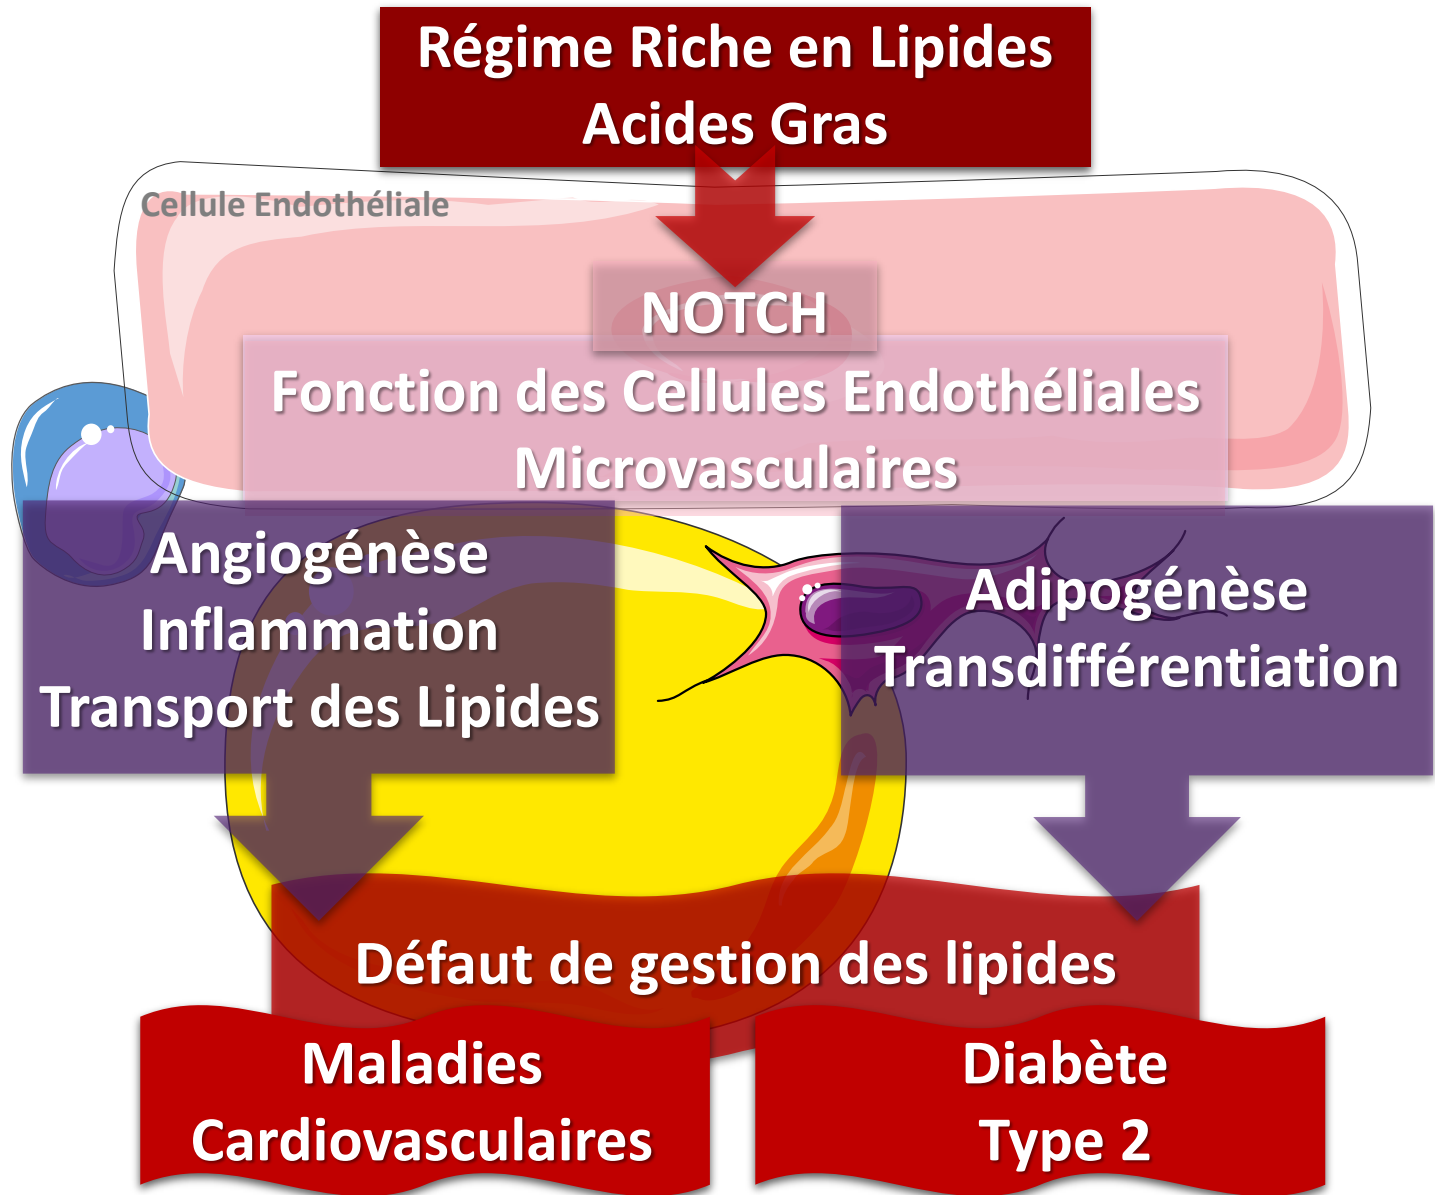 Régime Riche en Lipides
Acides Gras
Cellule Endothéliale
NOTCH
Fonction des Cellules Endothéliales
Microvasculaires
Angiogénèse
Inflammation
Transport des Lipides
Adipogénèse
Transdifférentiation
Défaut de gestion des lipides
Maladies
Cardiovasculaires
Diabète
Type 2